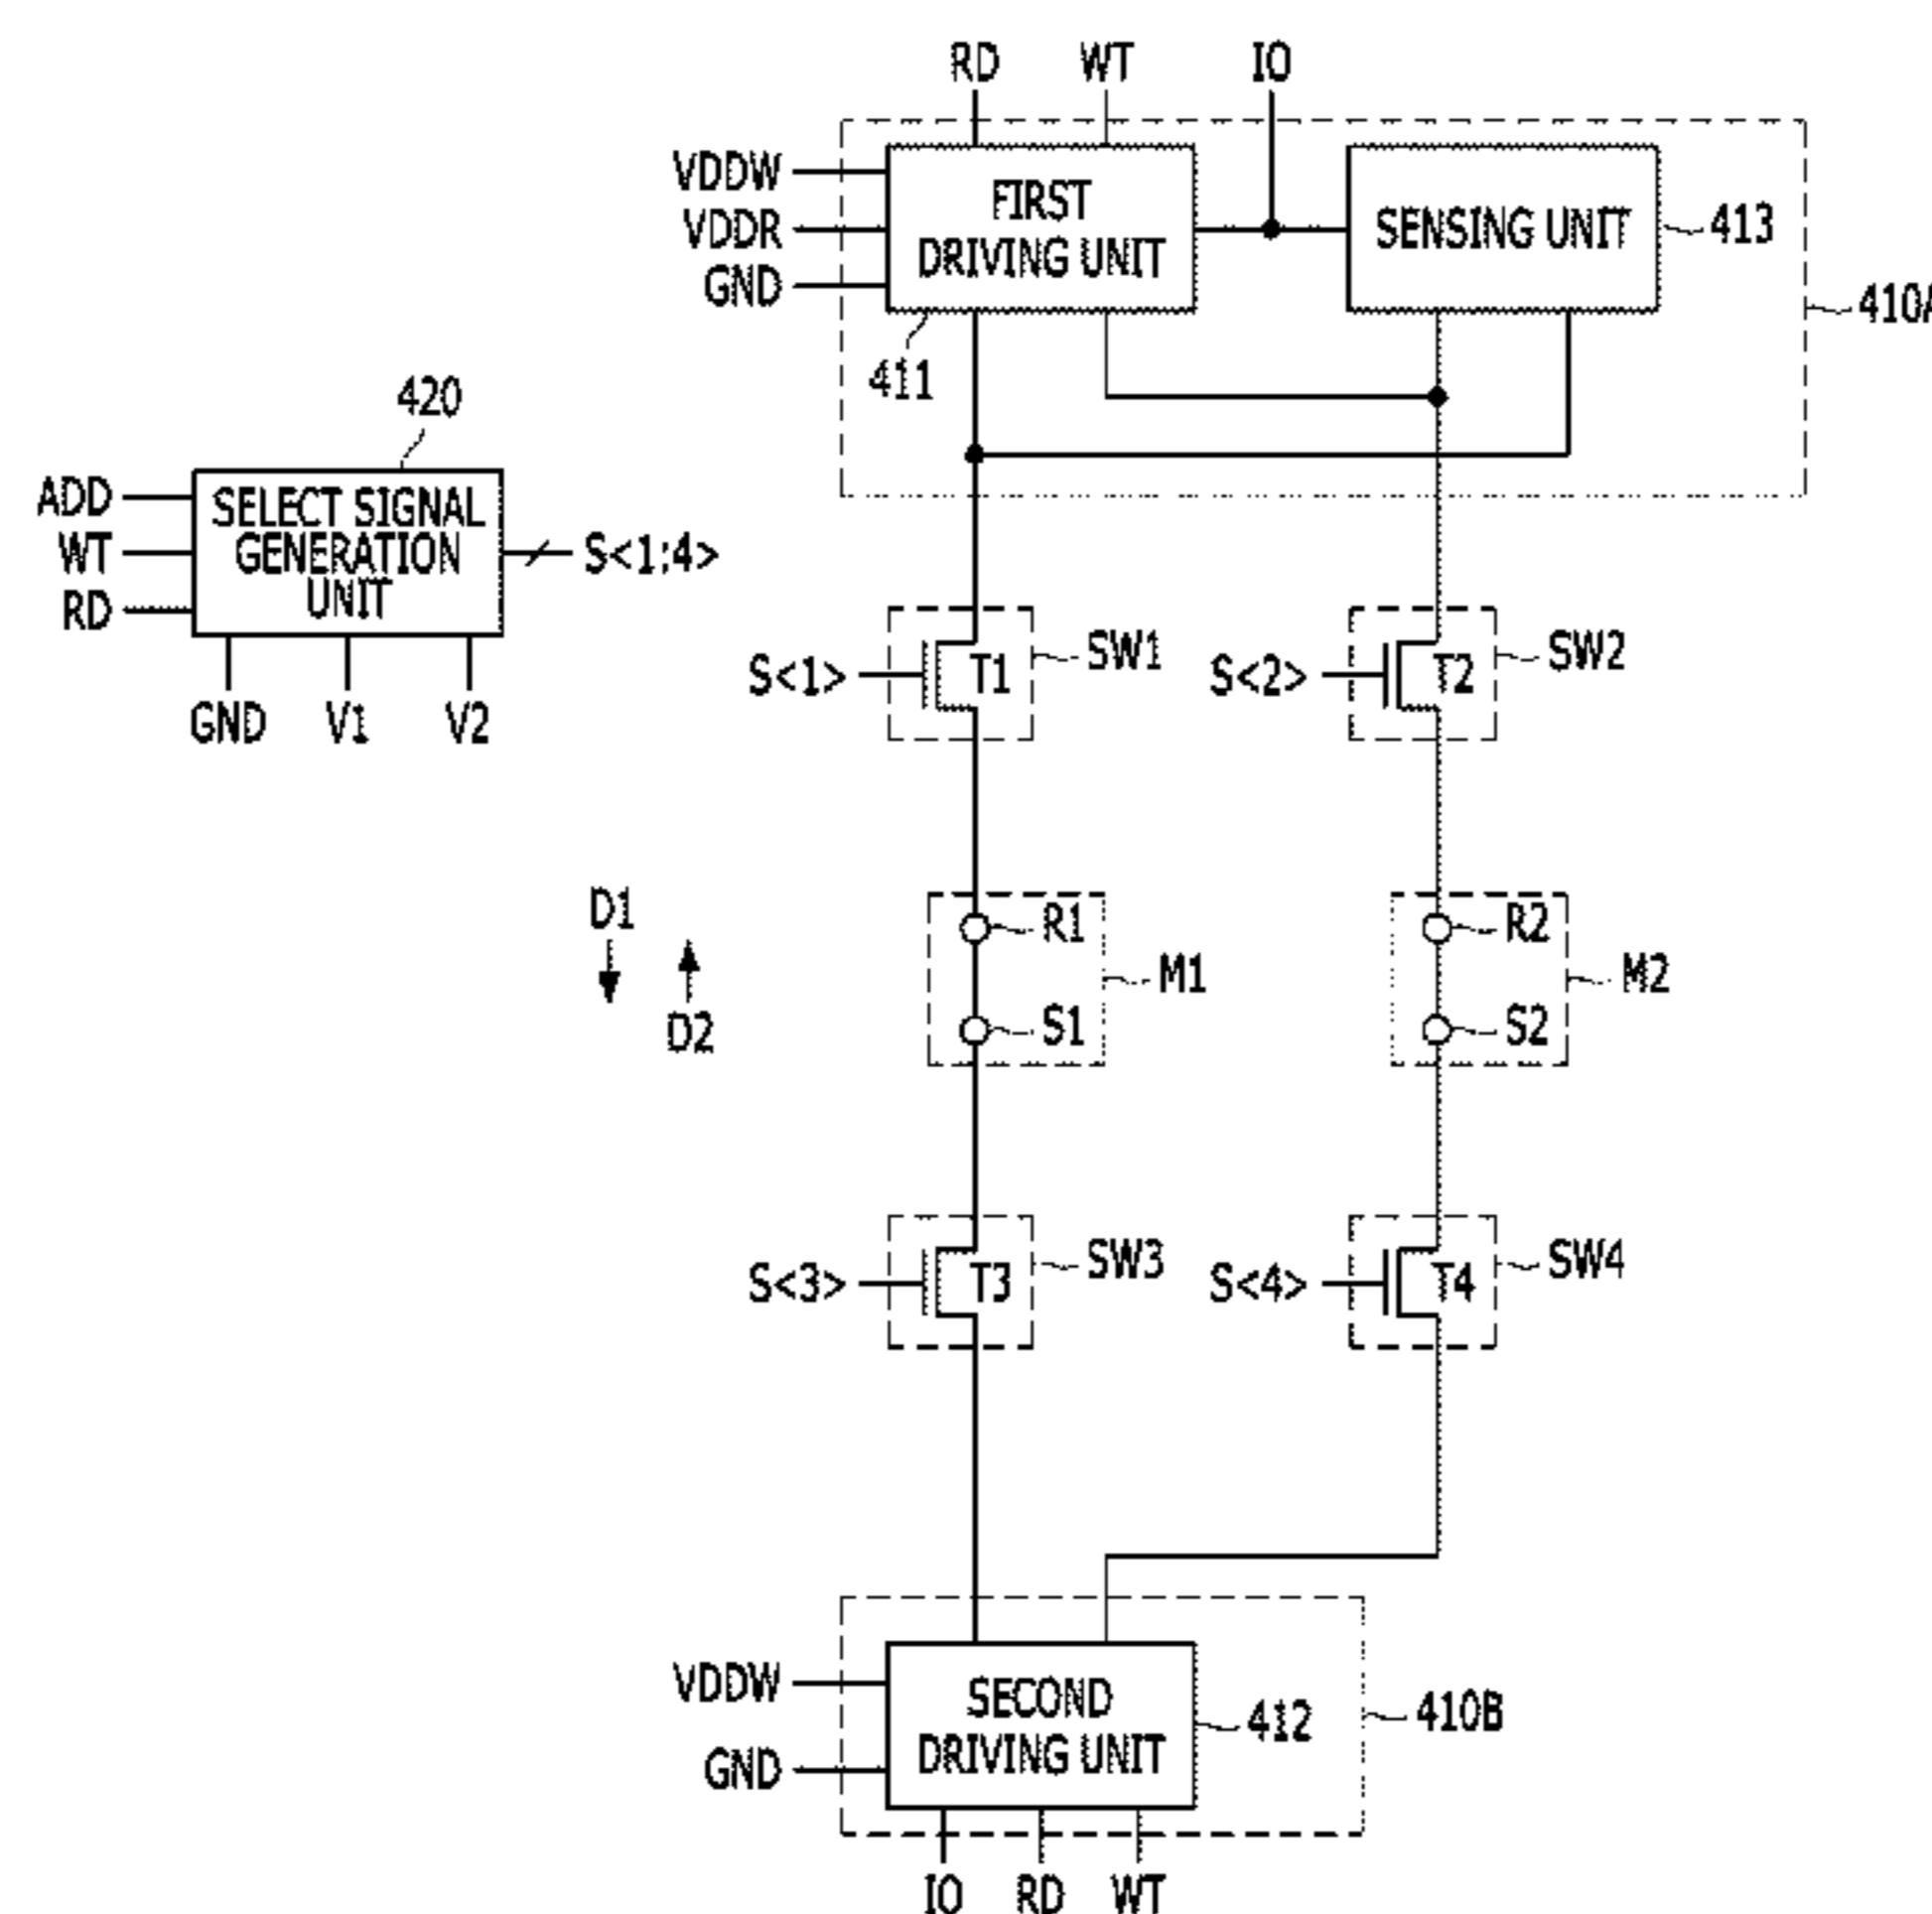 RD WT IO
VDDW
VDDR
GND
FIRST
DRIVING UNIT
SENSING UNIT
413
410A
411
420
ADD
WT
RD
SELECT SIGNAL
GENERATION
UNIT
S<1:4>
GND V1 V2
S<1>
T1
SW1
S<2>
T2
SW2
D1
D2
R1
S1
M1
R2
S2
M2
S<3>
T3
SW3
S<4>
T4
SW4
VDDW
GND
SECOND
DRIVING UNIT
412
410B
IO RD WT